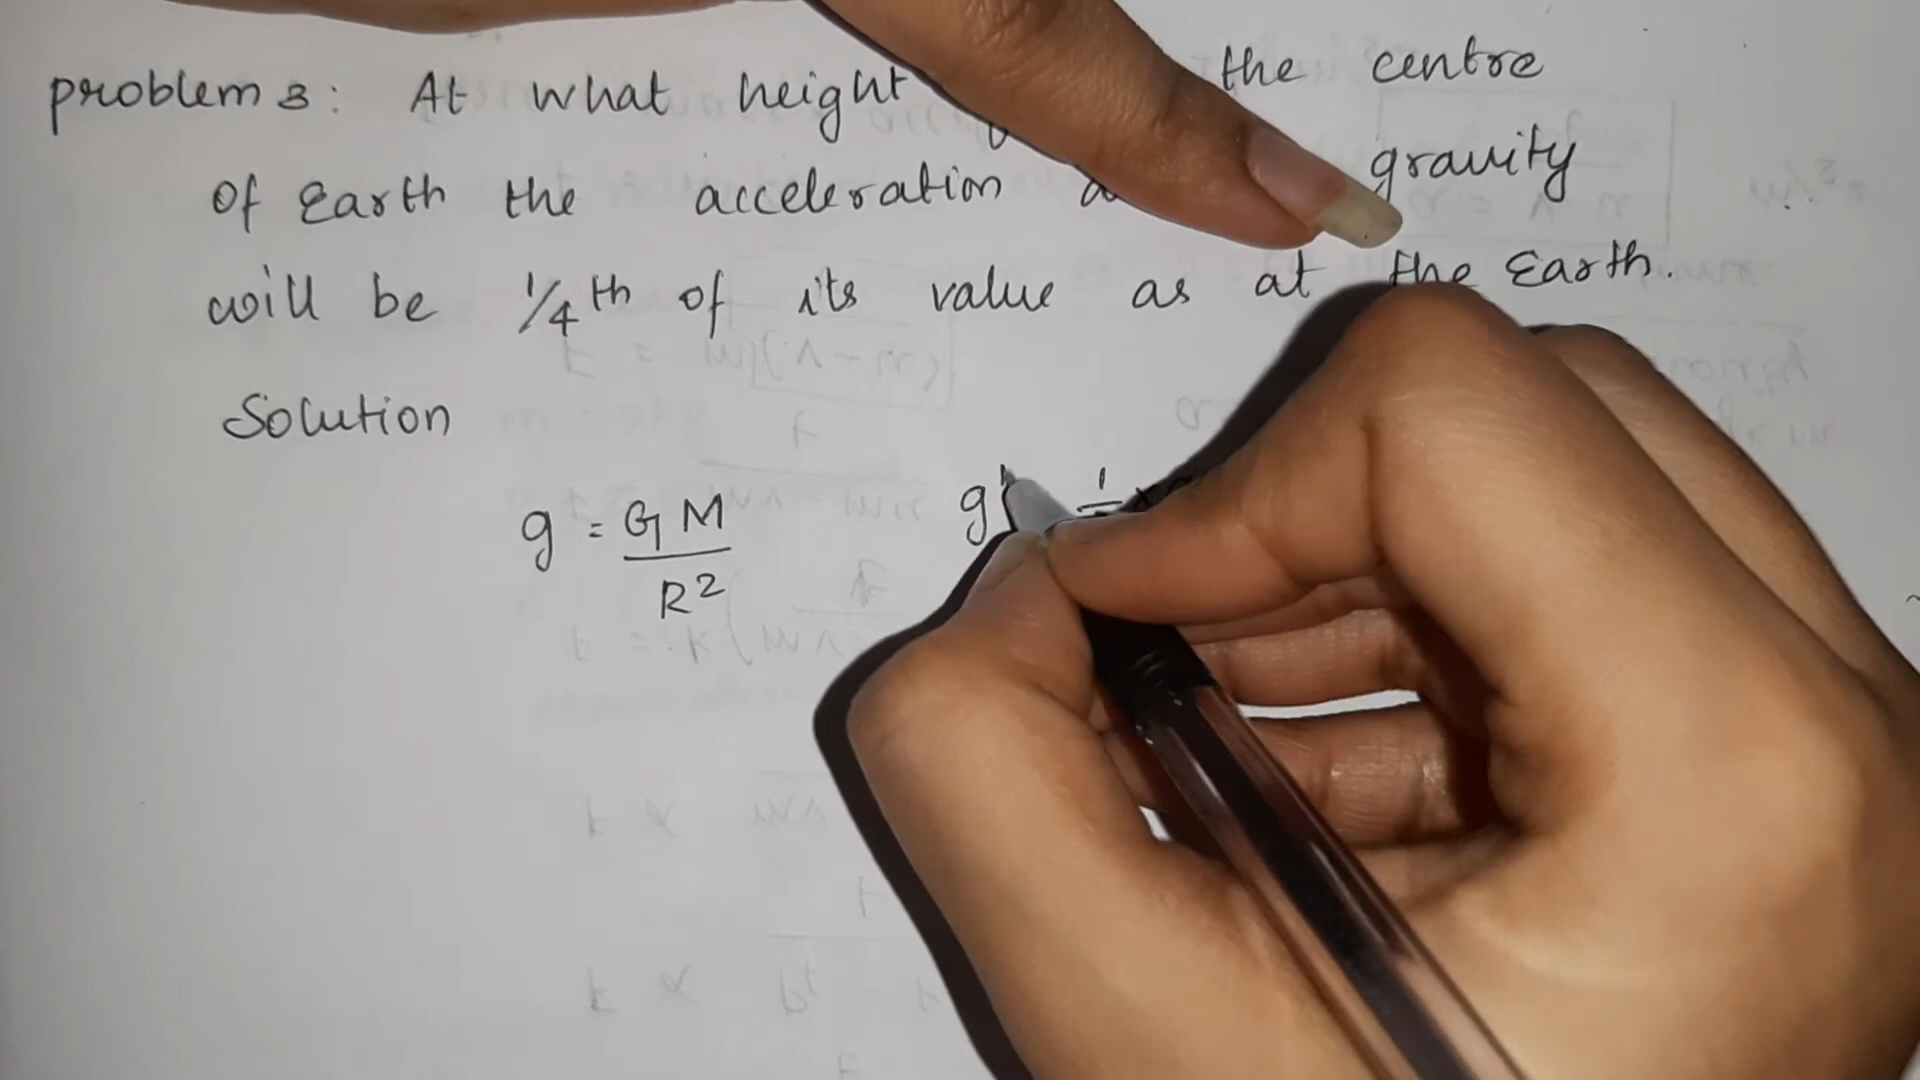 problem 3: At what height the centre
of Earth the acceleration gravity
will be 1/4th of its value as at the Earth.
Solution
g = GM
R²
g' 1